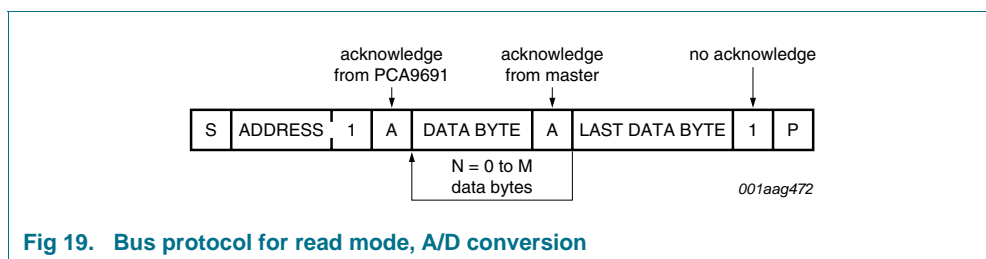 acknowledge
from PCA9691
acknowledge
from master
no acknowledge
S ADDRESS 1 A DATA BYTE A LAST DATA BYTE 1 P
N = 0 to M
data bytes
001aag472
Fig 19. Bus protocol for read mode, A/D conversion